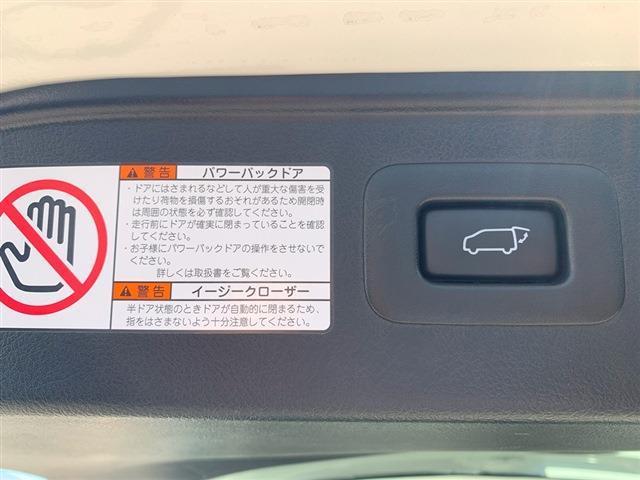 警告 パワーバックドア
・ドアにはさまれるなどして人が重大な傷害を受
けたり荷物を損傷するおそれがあるため開閉時
は周囲の状態を必ず確認してください。
・走行前にドアが確実に閉まっていることを確認
してください。
・お子様にパワーバックドアの操作をさせないで
ください。
詳しくは取扱書をご覧ください。
警告 イージークローザー
半ドア状態のときドアが自動的に閉まるため、
指をはさまないよう十分注意してください。